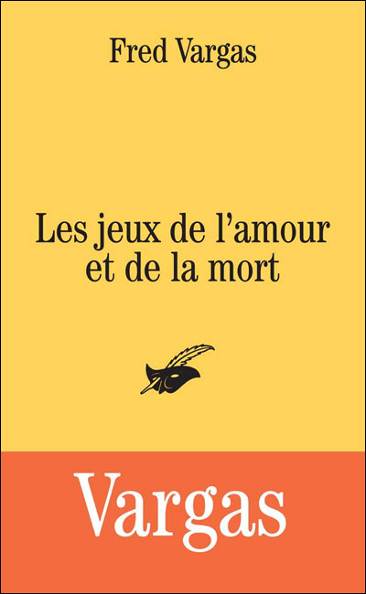 Fred Vargas
Les jeux de l'amour
et de la mort
Vargas